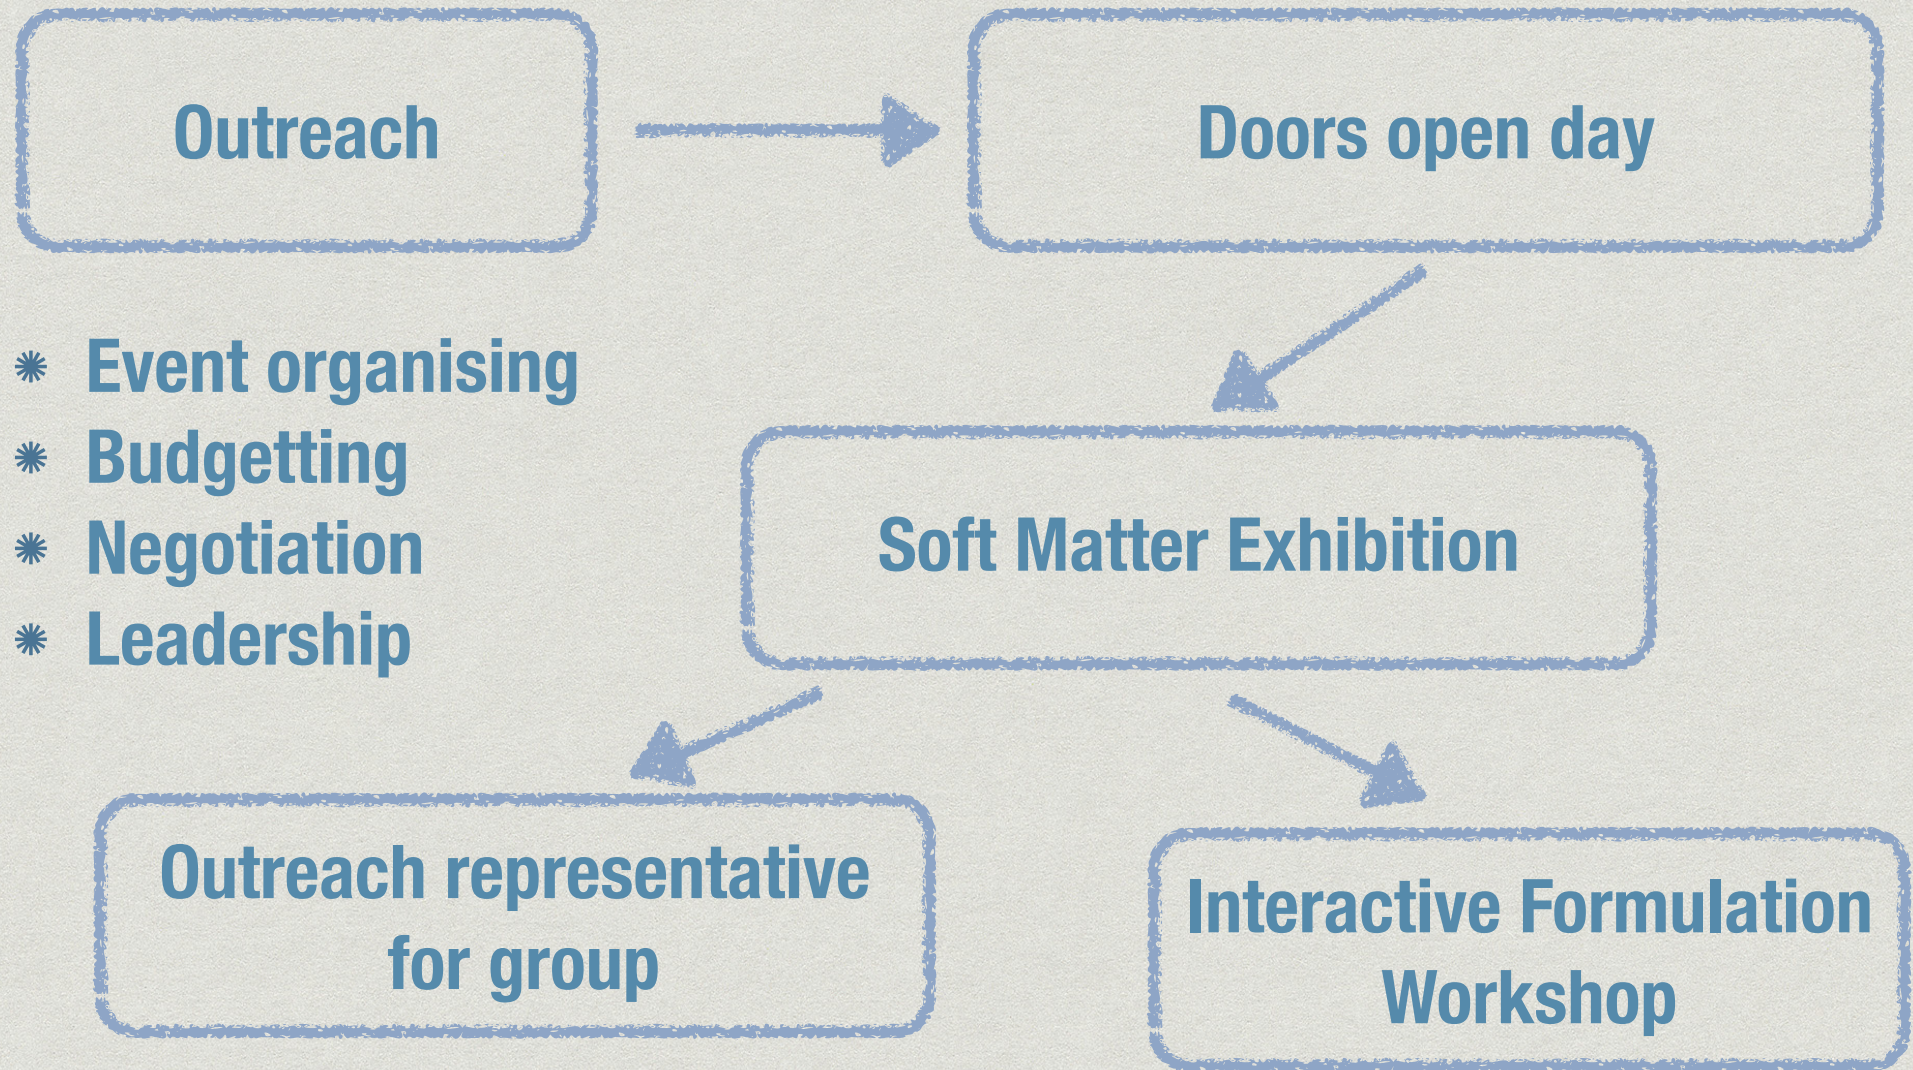 Outreach
Doors open day
Event organising
Budgetting
Negotiation
Leadership
Soft Matter Exhibition
Outreach representative
for group
Interactive Formulation
Workshop